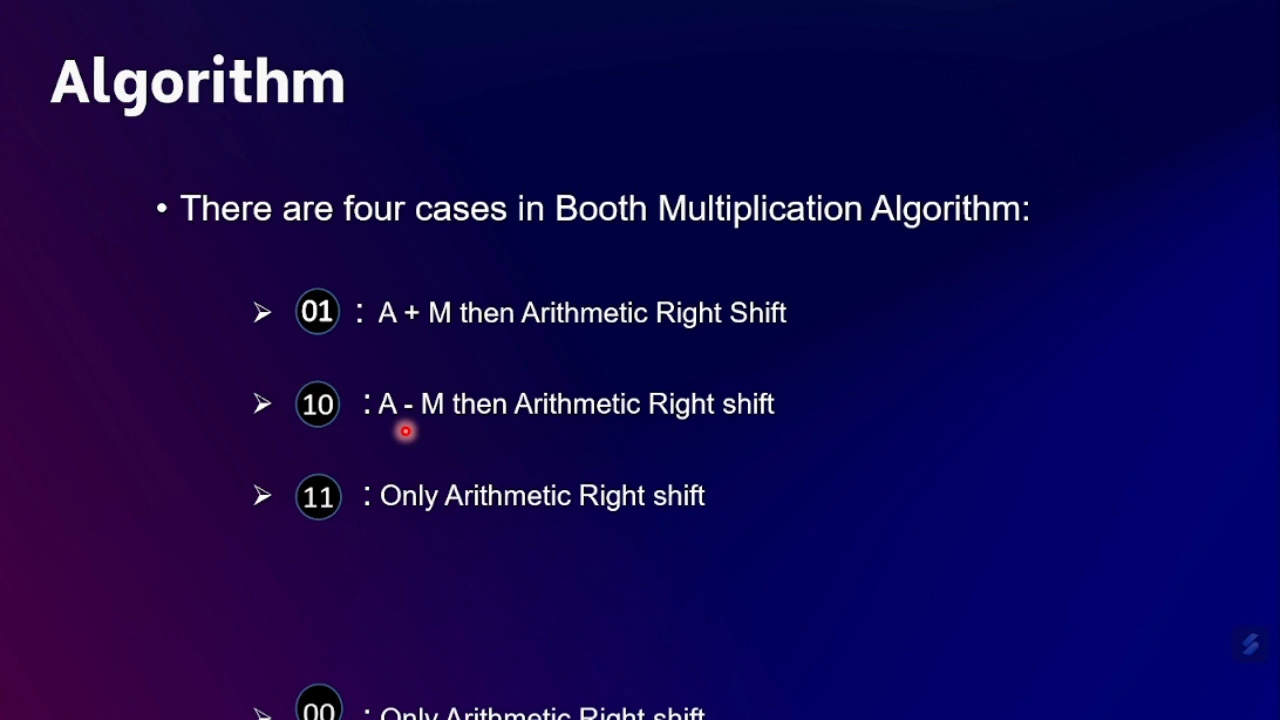 Algorithm
• There are four cases in Booth Multiplication Algorithm:
➢ 01 : A + M then Arithmetic Right Shift
➢ 10 : A - M then Arithmetic Right shift
➢ 11 : Only Arithmetic Right shift
➢ 00 : Only Arithmetic Right shift